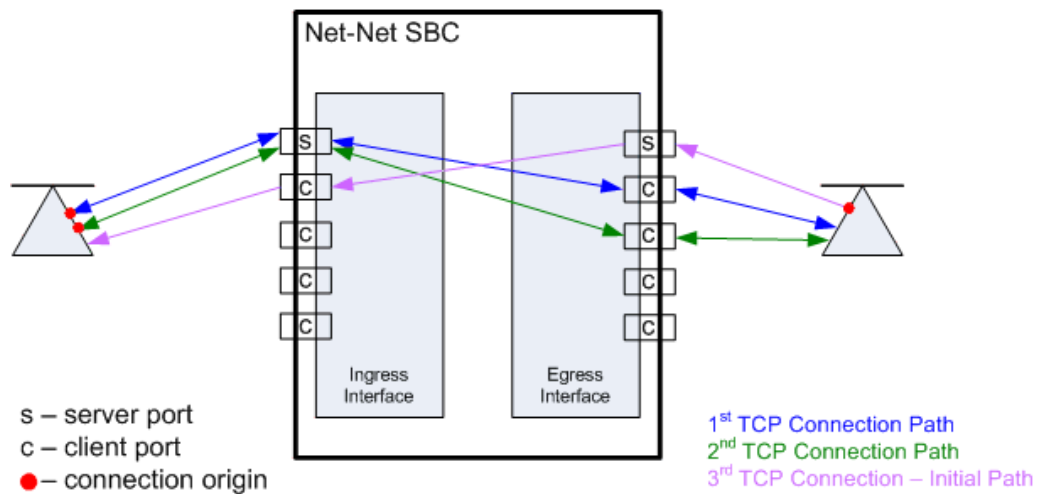 Net-Net SBC
S
S
C
C
C
C
C
C
C
C
Ingress
Interface
Egress
Interface
s – server port
c – client port
– connection origin
1st TCP Connection Path
2nd TCP Connection Path
3rd TCP Connection – Initial Path